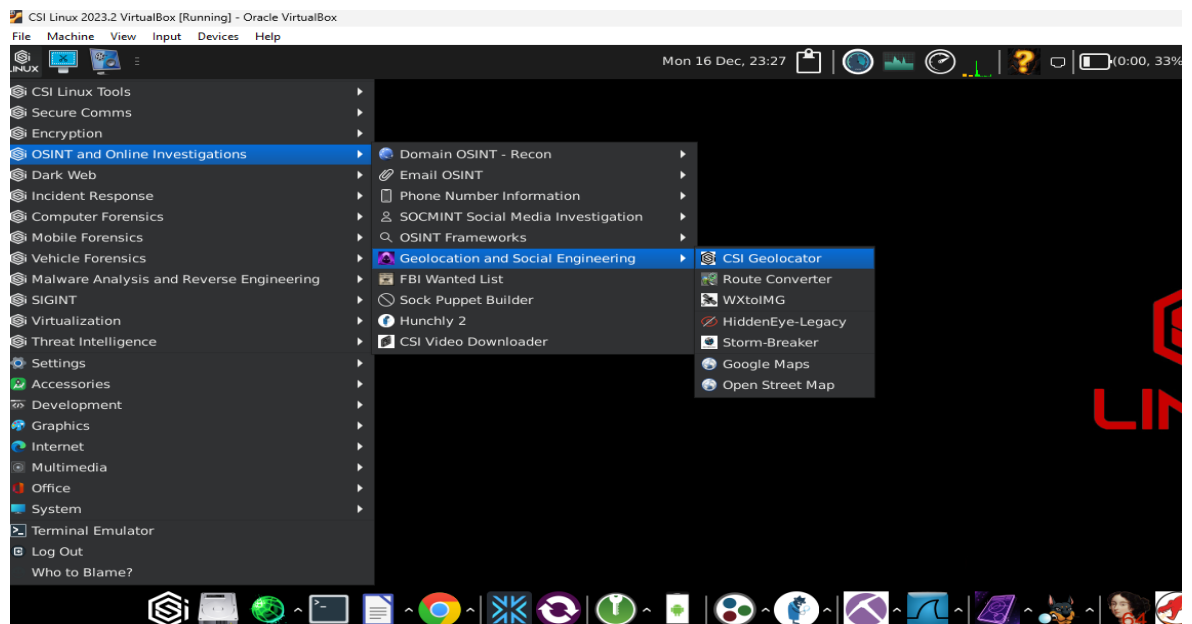 CSI Linux 2023.2 VirtualBox [Running] - Oracle VirtualBox
File Machine View Input Devices Help
Si
LINUX
Mon 16 Dec, 23:27
(0:00, 33%
CSI Linux Tools
Secure Comms
Encryption
OSINT and Online Investigations
Dark Web
Incident Response
Computer Forensics
Mobile Forensics
Vehicle Forensics
Malware Analysis and Reverse Engineering
SIGINT
Virtualization
Threat Intelligence
Settings
Accessories
Development
Graphics
Internet
Multimedia
Office
System
Terminal Emulator
Log Out
Who to Blame?
Domain OSINT - Recon
Email OSINT
Phone Number Information
SOCMINT Social Media Investigation
OSINT Frameworks
Geolocation and Social Engineering
FBI Wanted List
Sock Puppet Builder
Hunchly 2
CSI Video Downloader
CSI Geolocator
Route Converter
WXtoIMG
HiddenEye-Legacy
Storm-Breaker
Google Maps
Open Street Map
LIN
64